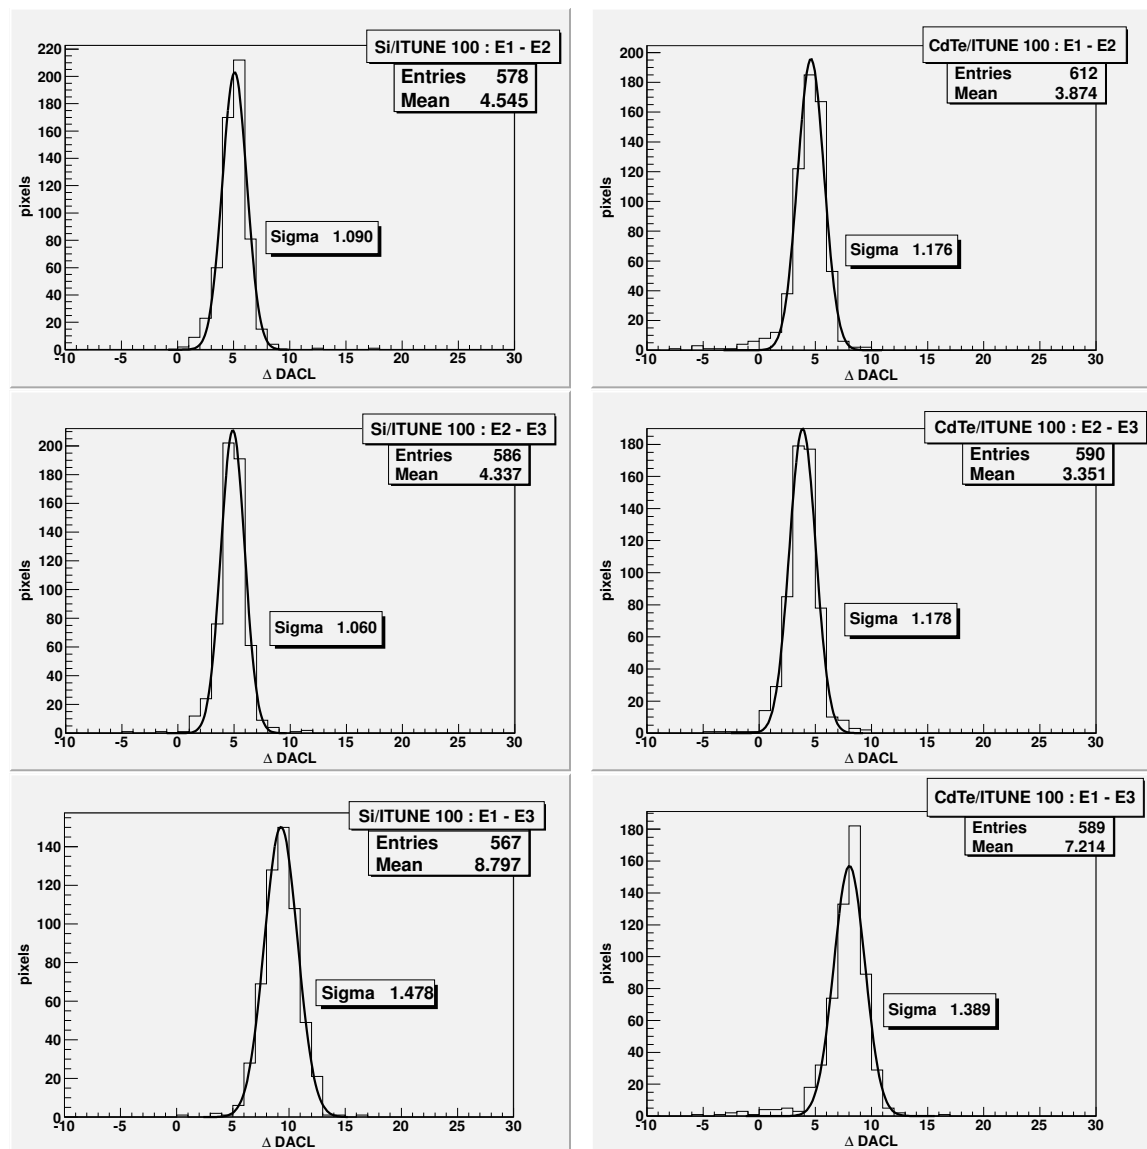 Si/ITUNE 100 : E1 - E2
Entries 578
Mean 4.545
220
200
180
160
140
120
100
80
60
40
20
0
pixels
Sigma 1.090
-10 -5 0 5 10 15 20 25 30
Δ DACL
CdTe/ITUNE 100 : E1 - E2
Entries 612
Mean 3.874
200
180
160
140
120
100
80
60
40
20
0
pixels
Sigma 1.176
-10 -5 0 5 10 15 20 25 30
Δ DACL
Si/ITUNE 100 : E2 - E3
Entries 586
Mean 4.337
200
180
160
140
120
100
80
60
40
20
0
pixels
Sigma 1.060
-10 -5 0 5 10 15 20 25 30
Δ DACL
CdTe/ITUNE 100 : E2 - E3
Entries 590
Mean 3.351
180
160
140
120
100
80
60
40
20
0
pixels
Sigma 1.178
-10 -5 0 5 10 15 20 25 30
Δ DACL
Si/ITUNE 100 : E1 - E3
Entries 567
Mean 8.797
140
120
100
80
60
40
20
0
pixels
Sigma 1.478
-10 -5 0 5 10 15 20 25 30
Δ DACL
CdTe/ITUNE 100 : E1 - E3
Entries 589
Mean 7.214
180
160
140
120
100
80
60
40
20
0
pixels
Sigma 1.389
-10 -5 0 5 10 15 20 25 30
Δ DACL